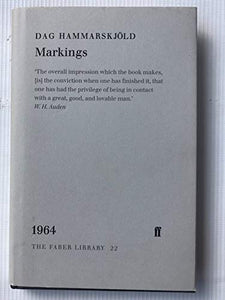 DAG HAMMARSKJÖLD
Markings
'The overall impression which the book makes,
[is] the conviction when one has finished it, that
one has had the privilege of being in contact
with a great, good, and lovable man.'
W. H. Auden
1964
ff
THE FABER LIBRARY 22